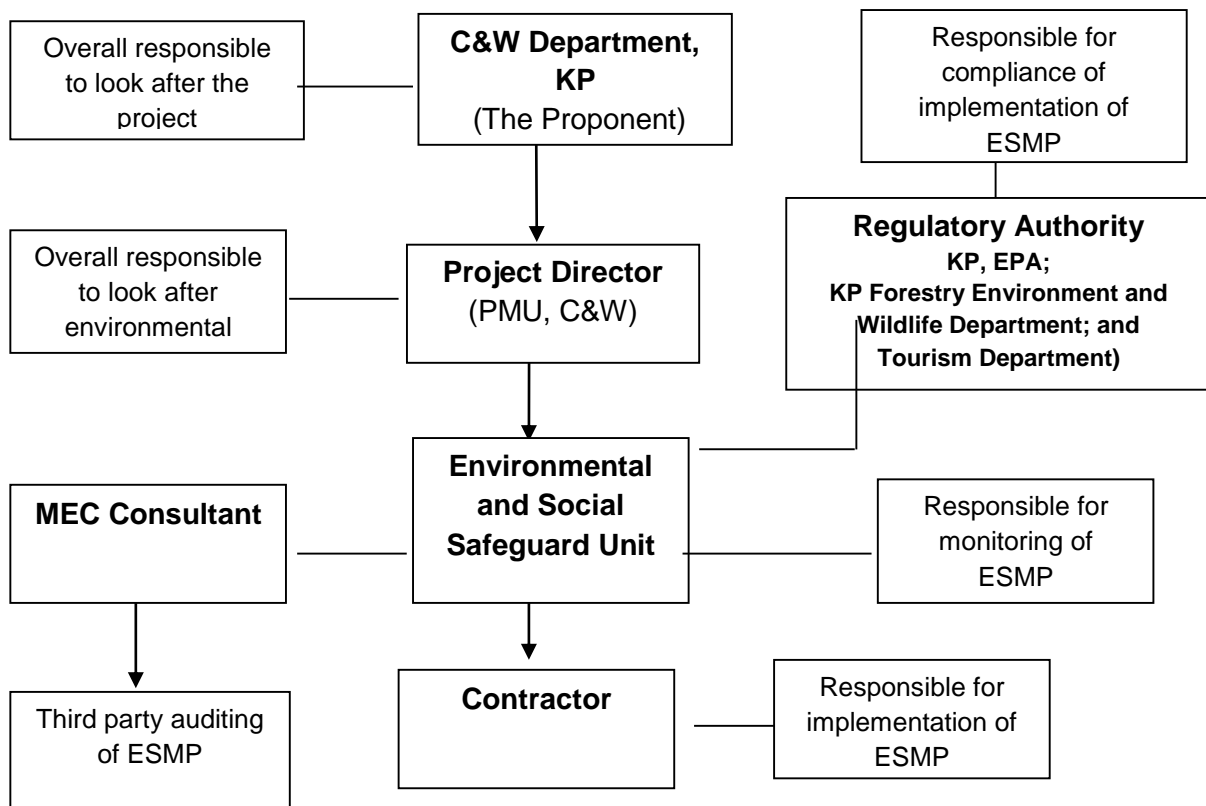 Overall responsible
to look after the
project
C&W Department,
KP
(The Proponent)
Responsible for
compliance of
implementation of
ESMP
Overall responsible
to look after
environmental
Project Director
(PMU, C&W)
Regulatory Authority
KP, EPA;
KP Forestry Environment and
Wildlife Department; and
Tourism Department)
MEC Consultant
Environmental
and Social
Safeguard Unit
Responsible for
monitoring of
ESMP
Third party auditing
of ESMP
Contractor
Responsible for
implementation of
ESMP